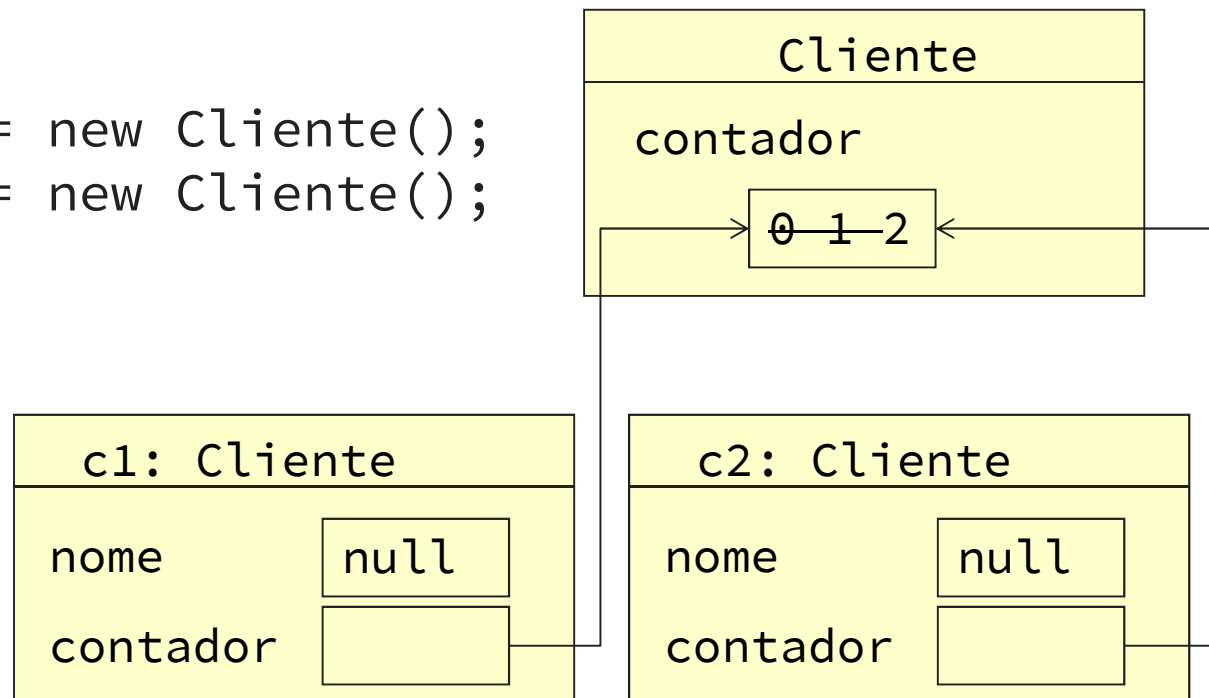 = new Cliente();
= new Cliente();
Cliente
contador
0 1 2
c1: Cliente
nome null
contador
c2: Cliente
nome null
contador